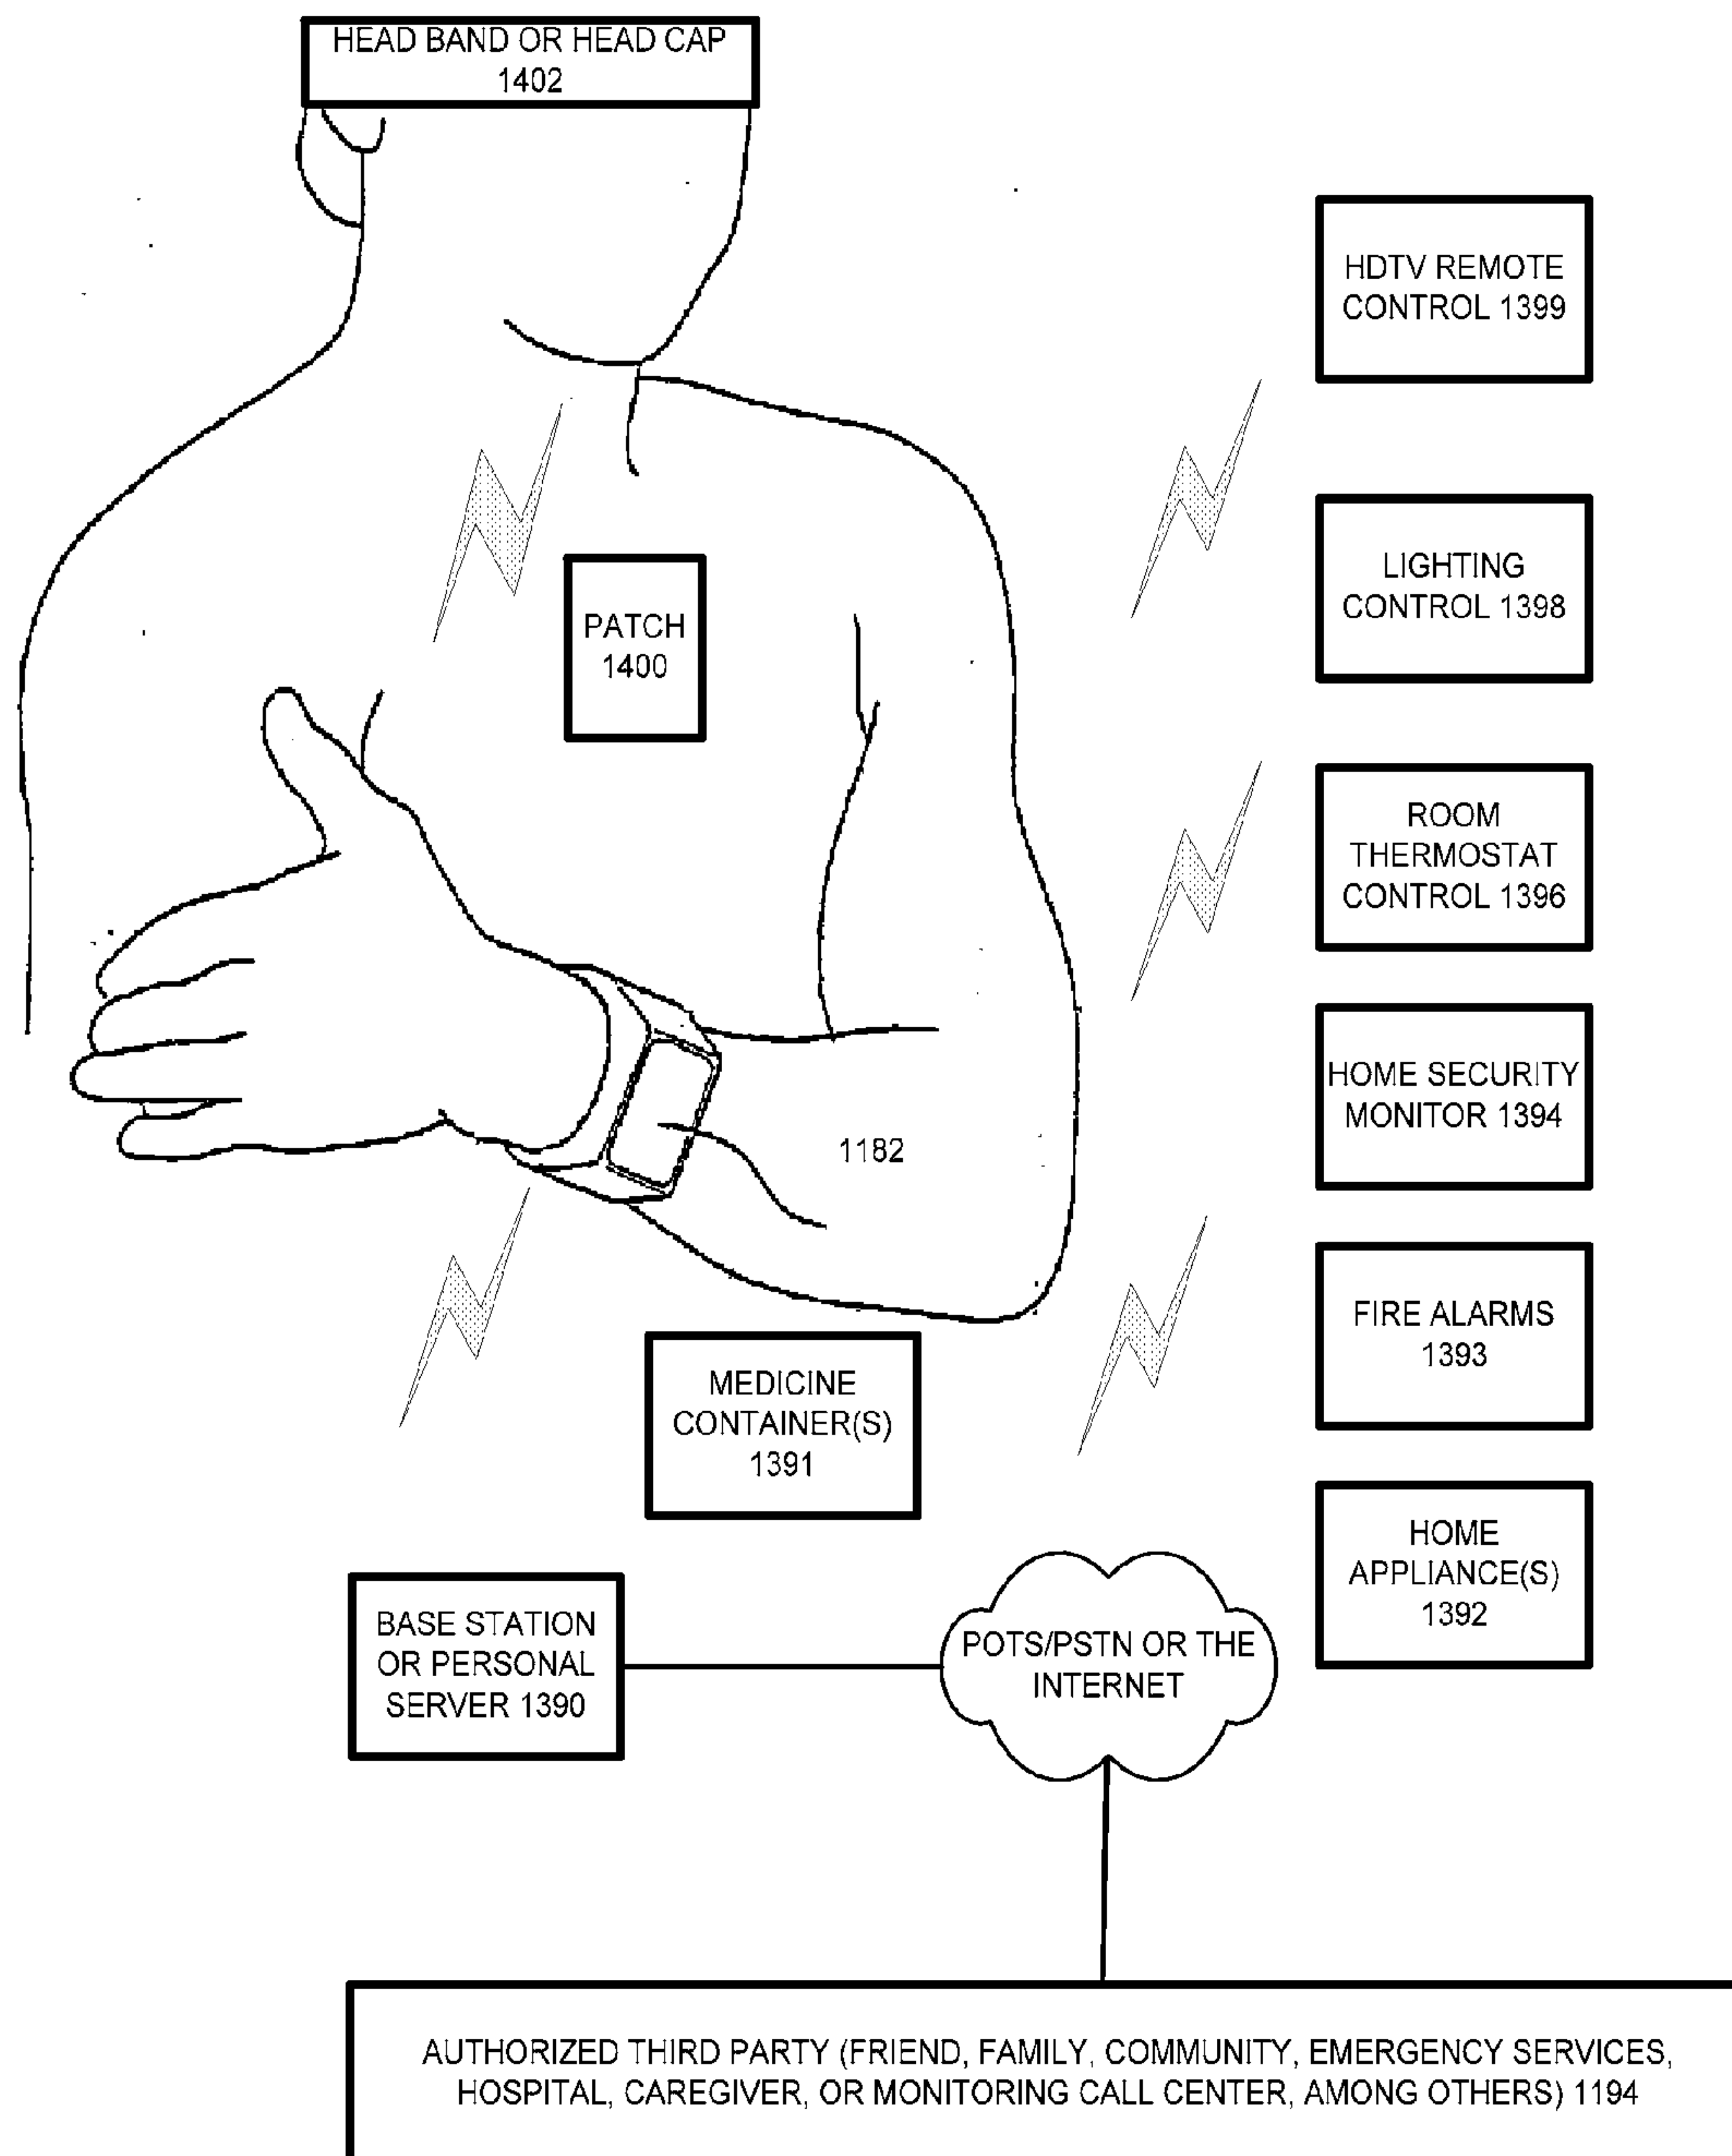 HEAD BAND OR HEAD CAP
1402
HDTV REMOTE
CONTROL 1399
LIGHTING
CONTROL 1398
PATCH
1400
ROOM
THERMOSTAT
CONTROL 1396
HOME SECURITY
MONITOR 1394
1182
FIRE ALARMS
1393
MEDICINE
CONTAINER(S)
1391
HOME
APPLIANCE(S)
1392
BASE STATION
OR PERSONAL
SERVER 1390
POTS/PSTN OR THE
INTERNET
AUTHORIZED THIRD PARTY (FRIEND, FAMILY, COMMUNITY, EMERGENCY SERVICES,
HOSPITAL, CAREGIVER, OR MONITORING CALL CENTER, AMONG OTHERS) 1194